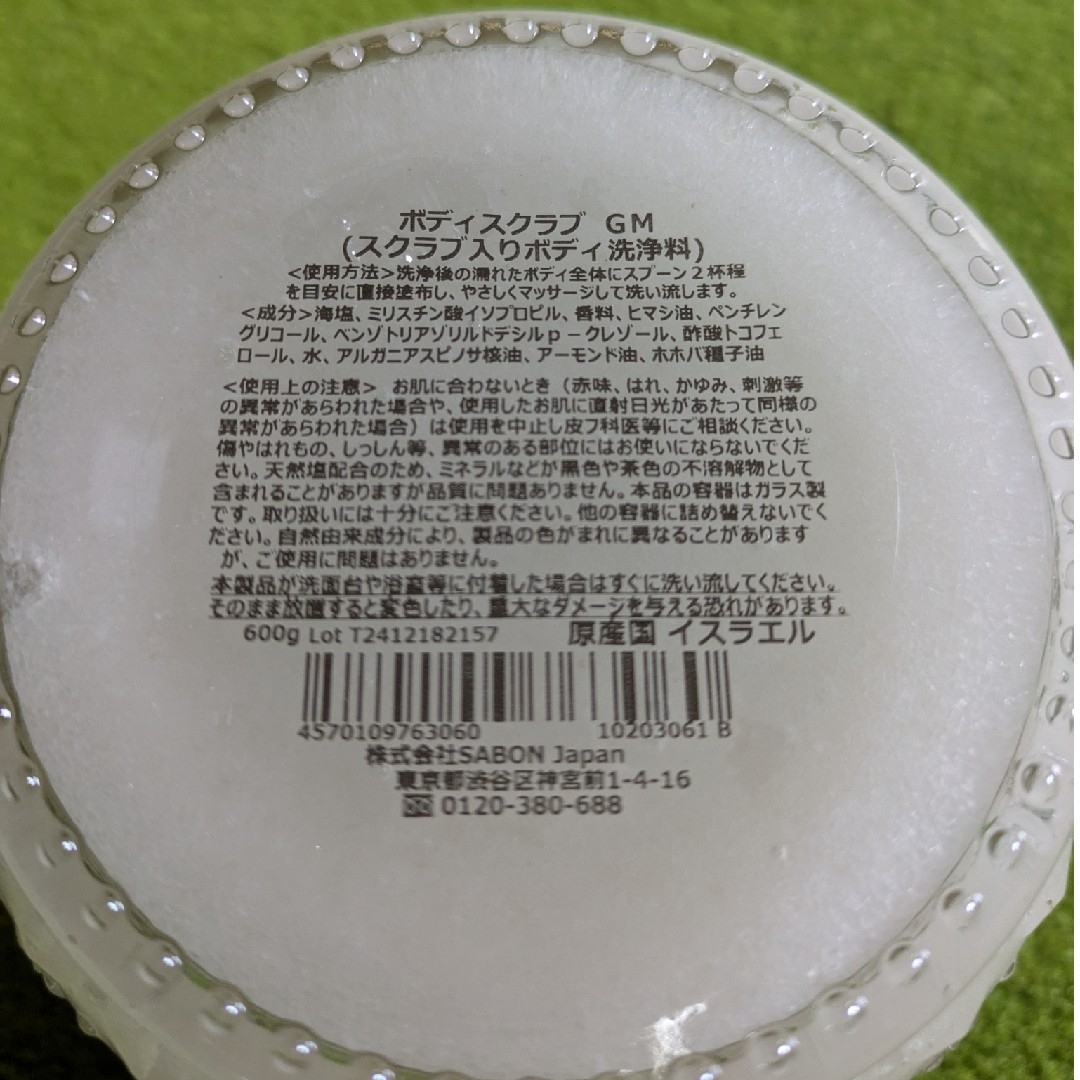 ボディスクラブ GM
(スクラブ入りボディ洗浄料)
<使用方法>洗浄後の濡れたボディ全体にスプーン2杯程
を目安に直接塗布し、やさしくマッサージして洗い流します。
<成分>海塩、ミリスチン酸イソプロピル、香料、ヒマシ油、ペンチレン
グリコール、ベンゾトリアゾリルドデシルp-クレゾール、酢酸トコフェ
ロール、水、アルガニアスピノサ核油、アーモンド油、ホホバ種子油
<使用上の注意> お肌に合わないとき(赤味、はれ、かゆみ、刺激等
の異常があらわれた場合や、使用したお肌に直射日光があたって同様の
異常があらわれた場合)は使用を中止し皮フ科医等にご相談ください。
傷やはれもの、しっしん等、異常のある部位にはお使いにならないでくだ
さい。天然塩配合のため、ミネラルなどが黒色や茶色の不溶解物として
含まれることがありますが品質に問題ありません。本品の容器はガラス製
です。取り扱いには十分にご注意ください。他の容器に詰め替えないでく
ださい。自然由来成分により、製品の色がまれに異なることがあります
が、ご使用に問題はありません。
本製品が洗面台や浴室等に付着した場合はすぐに洗い流してください。
そのまま放置すると変色したり、重大なダメージを与える恐れがあります。
600g Lot T2412182157 原産国 イスラエル
4570109763060 10203061 B
株式会社SABON Japan
東京都渋谷区神宮前1-4-16
0120-380-688